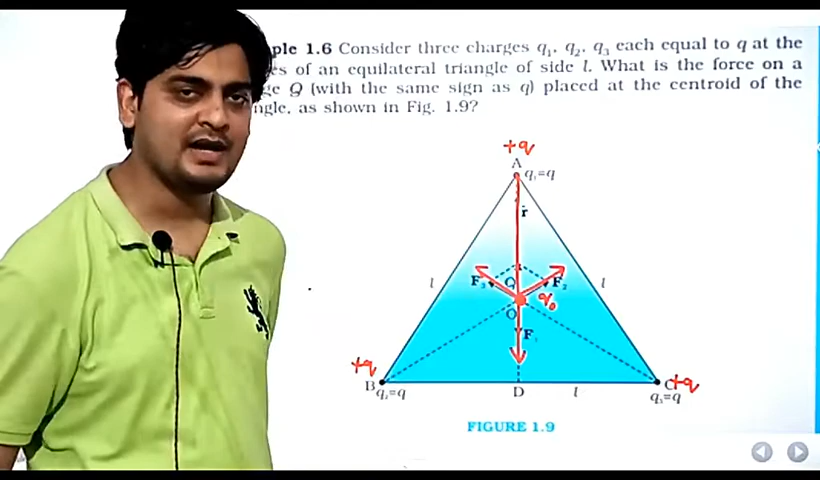 ple 1.6 Consider three charges q₁, q₂, q₃ each equal to q at the
es of an equilateral triangle of side l. What is the force on a
ge Q (with the same sign as q) placed at the centroid of the
ngle, as shown in Fig. 1.9?
+q
A
q₁=q
r
l
l
F₃
Q
F₂
q₀
O
F₁
+q
B
q₂=q
D
l
C
+q
q₃=q
FIGURE 1.9